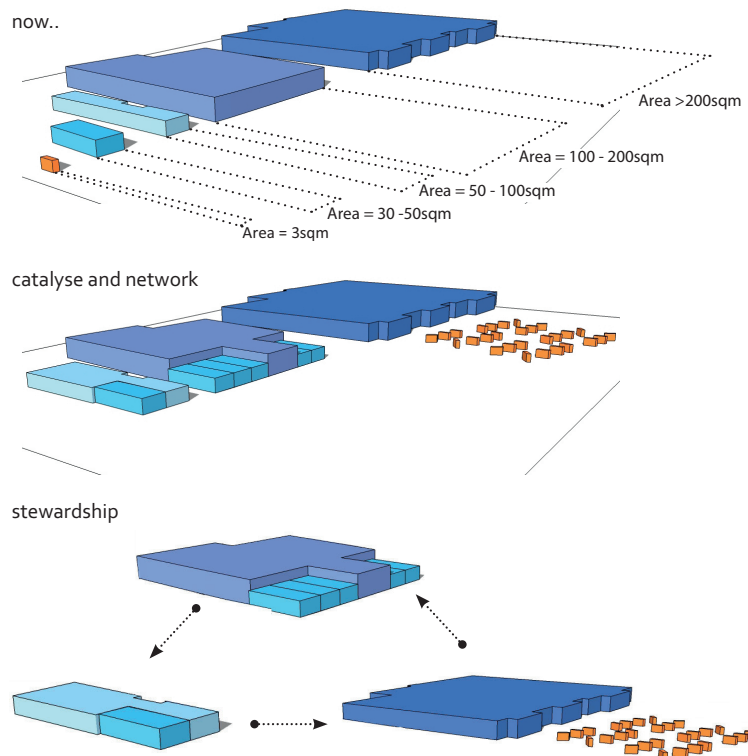 now..
Area >200sqm
Area = 100 - 200sqm
Area = 50 - 100sqm
Area = 30 -50sqm
Area = 3sqm
catalyse and network
stewardship